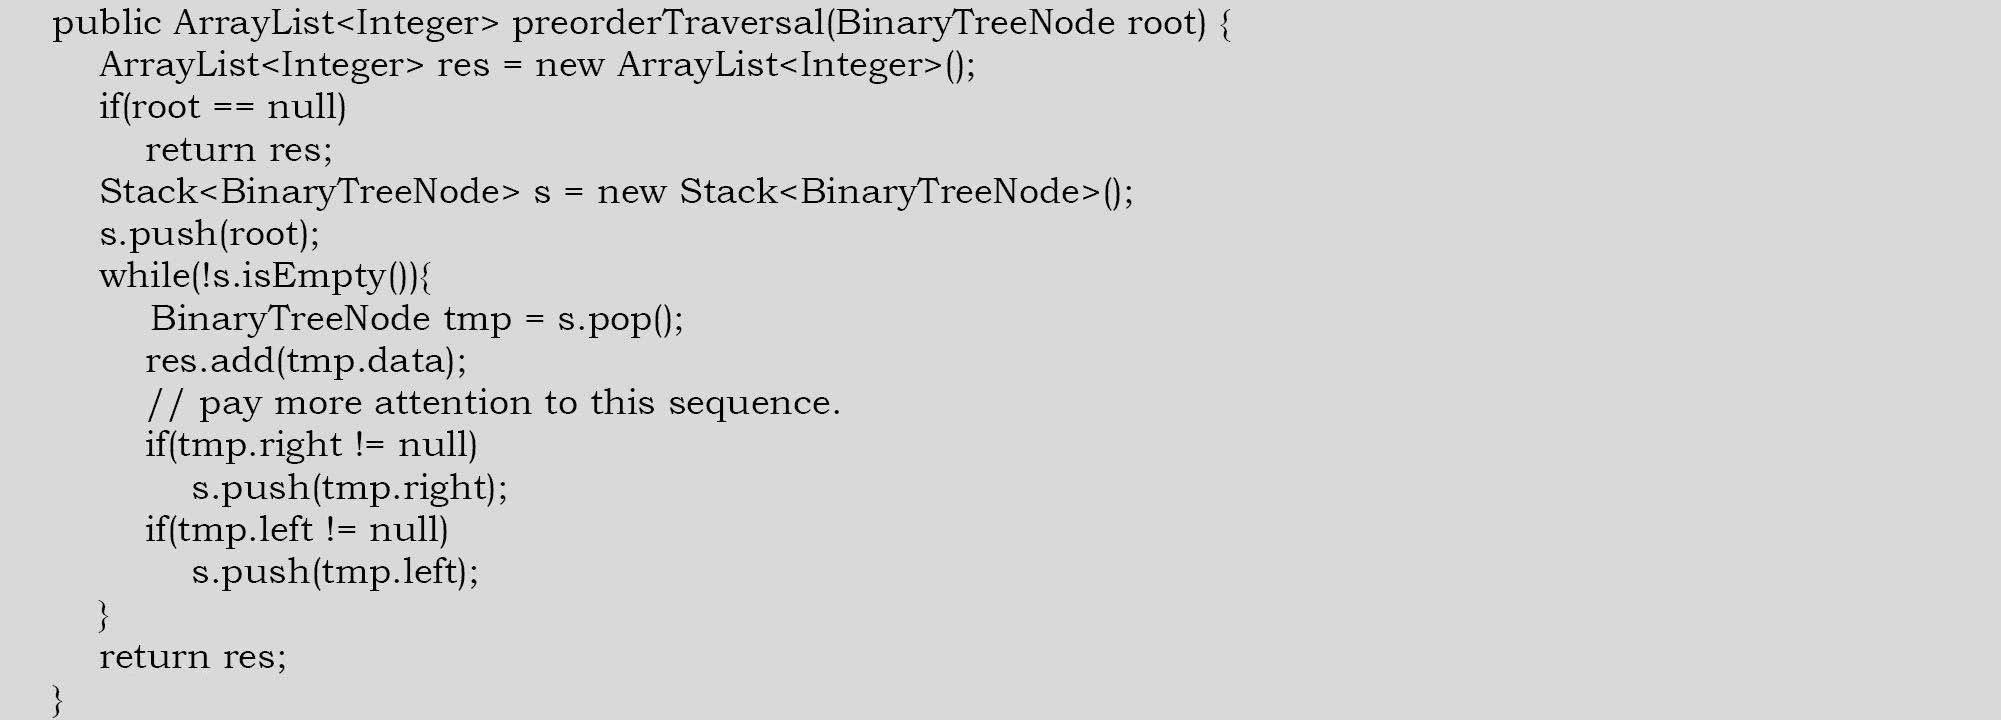 public ArrayList<Integer> preorderTraversal(BinaryTreeNode root) {
ArrayList<Integer> res = new ArrayList<Integer>();
if(root == null)
return res;
Stack<BinaryTreeNode> s = new Stack<BinaryTreeNode>();
s.push(root);
while(!s.isEmpty()){
BinaryTreeNode tmp = s.pop();
res.add(tmp.data);
// pay more attention to this sequence.
if(tmp.right != null)
s.push(tmp.right);
if(tmp.left != null)
s.push(tmp.left);
}
return res;
}